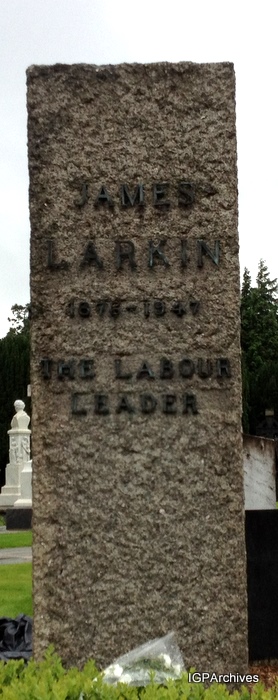 JAMES
LARKIN
1876-1947
THE LABOUR
LEADER
IGPArchives